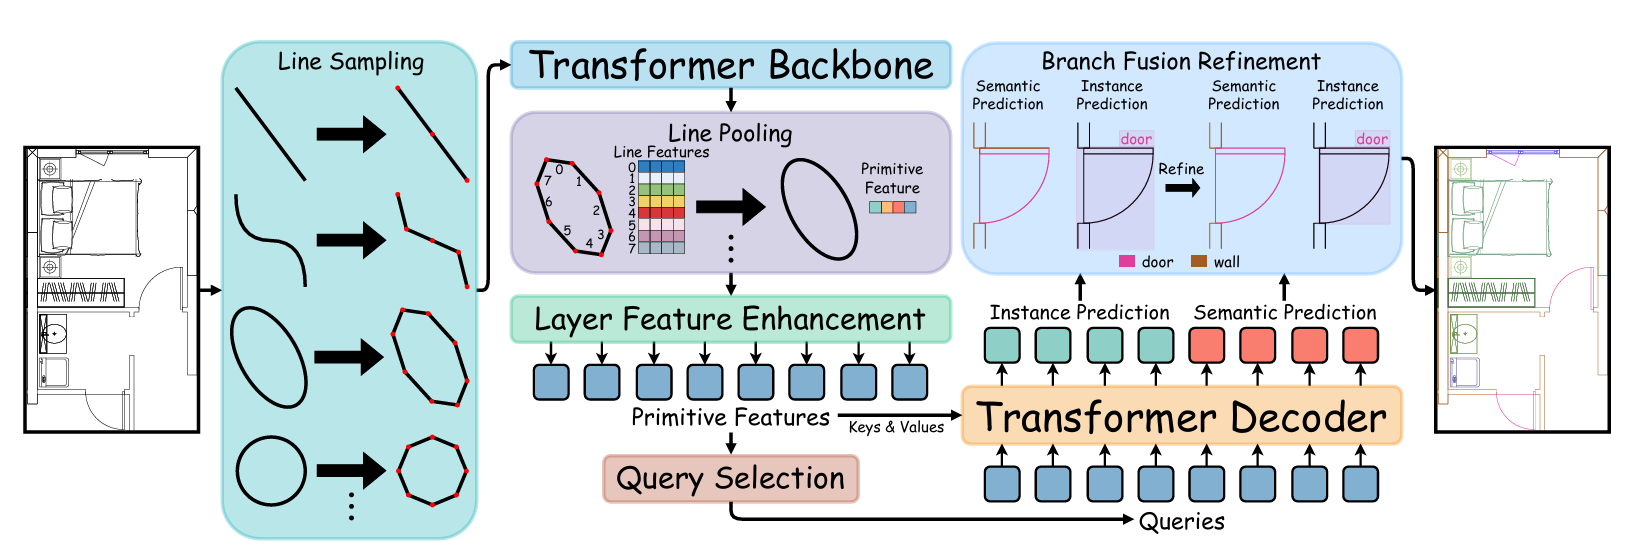 Line Sampling
Transformer Backbone
Line Pooling
Line Features
0
1
2
3
4
5
6
7
0
1
2
3
4
5
6
7
Primitive
Feature
Layer Feature Enhancement
Primitive Features
Keys & Values
Query Selection
Queries
Transformer Decoder
Instance Prediction
Semantic Prediction
Branch Fusion Refinement
Semantic
Prediction
Instance
Prediction
door
Refine
Semantic
Prediction
Instance
Prediction
door
door
wall